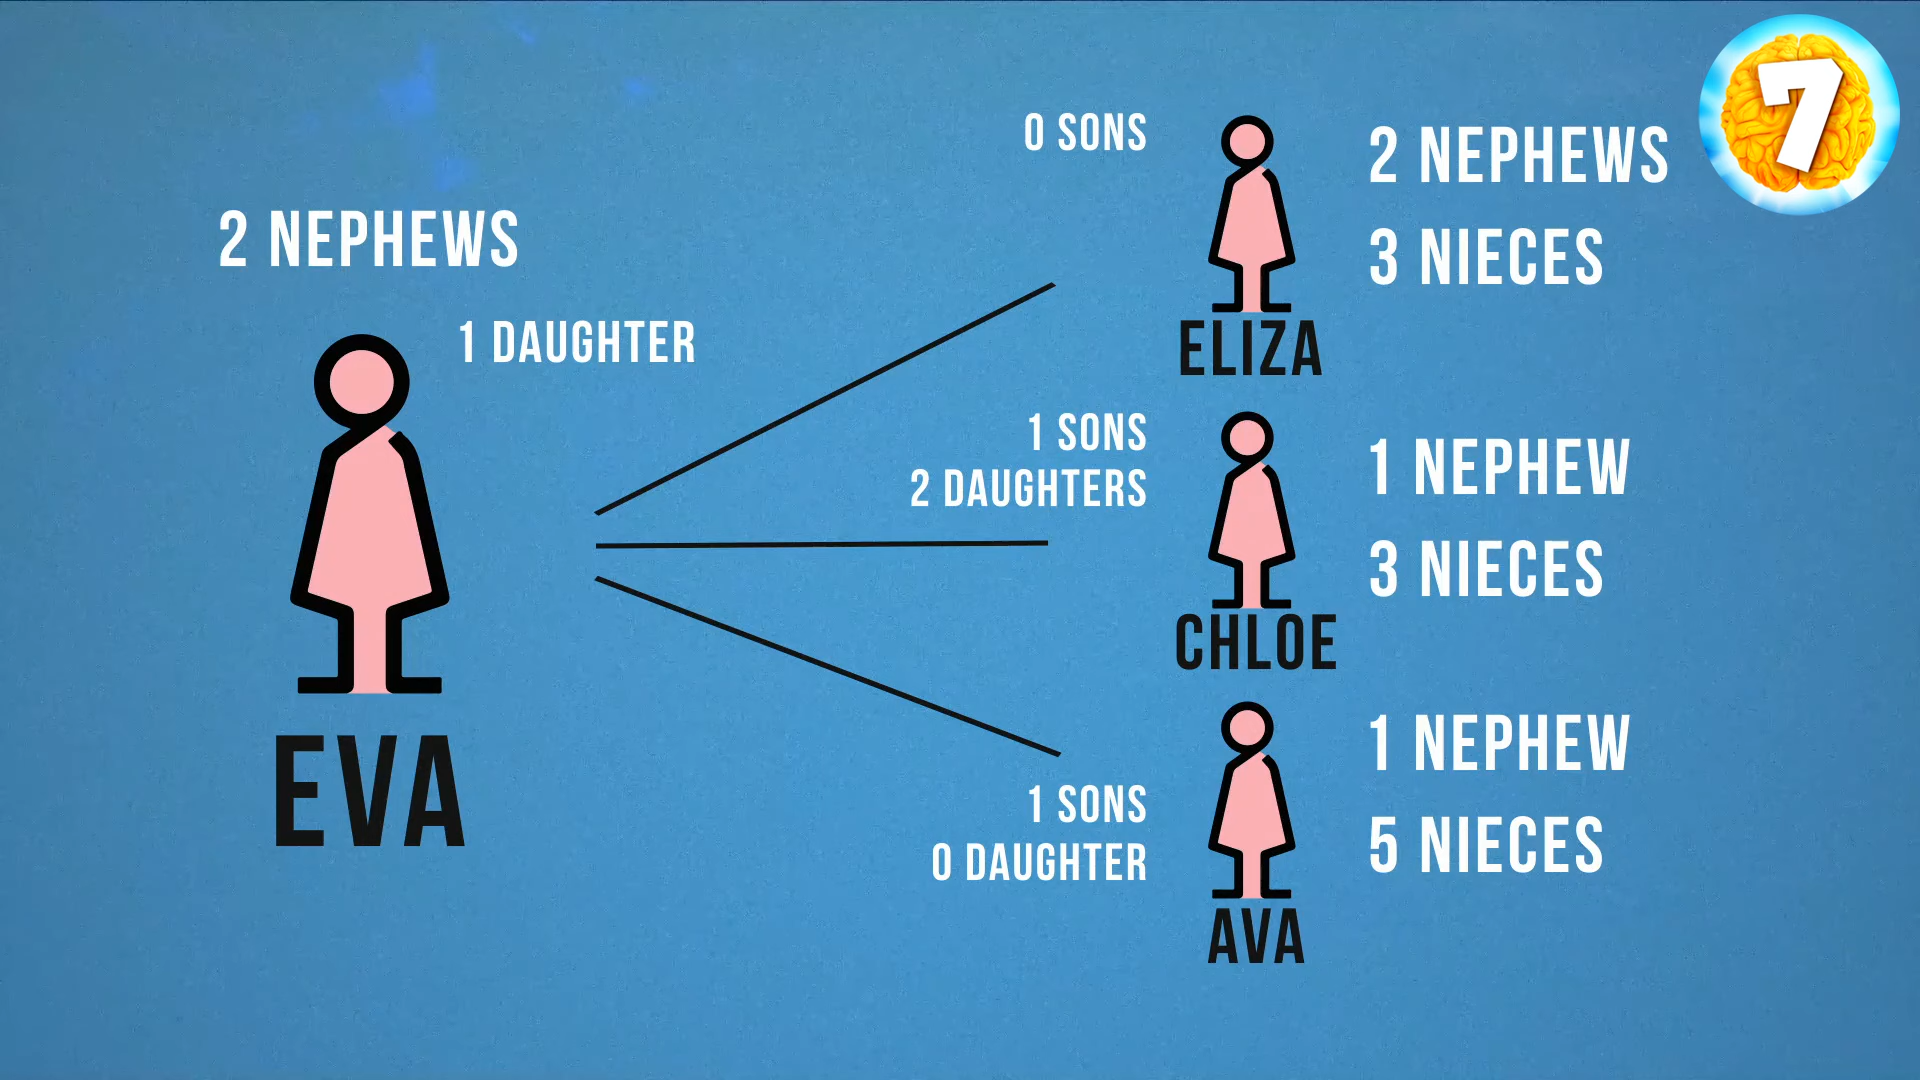 7
0 SONS
2 NEPHEWS
3 NIECES
ELIZA
2 NEPHEWS
1 DAUGHTER
EVA
1 SONS
2 DAUGHTERS
1 NEPHEW
3 NIECES
CHLOE
1 SONS
0 DAUGHTER
1 NEPHEW
5 NIECES
AVA